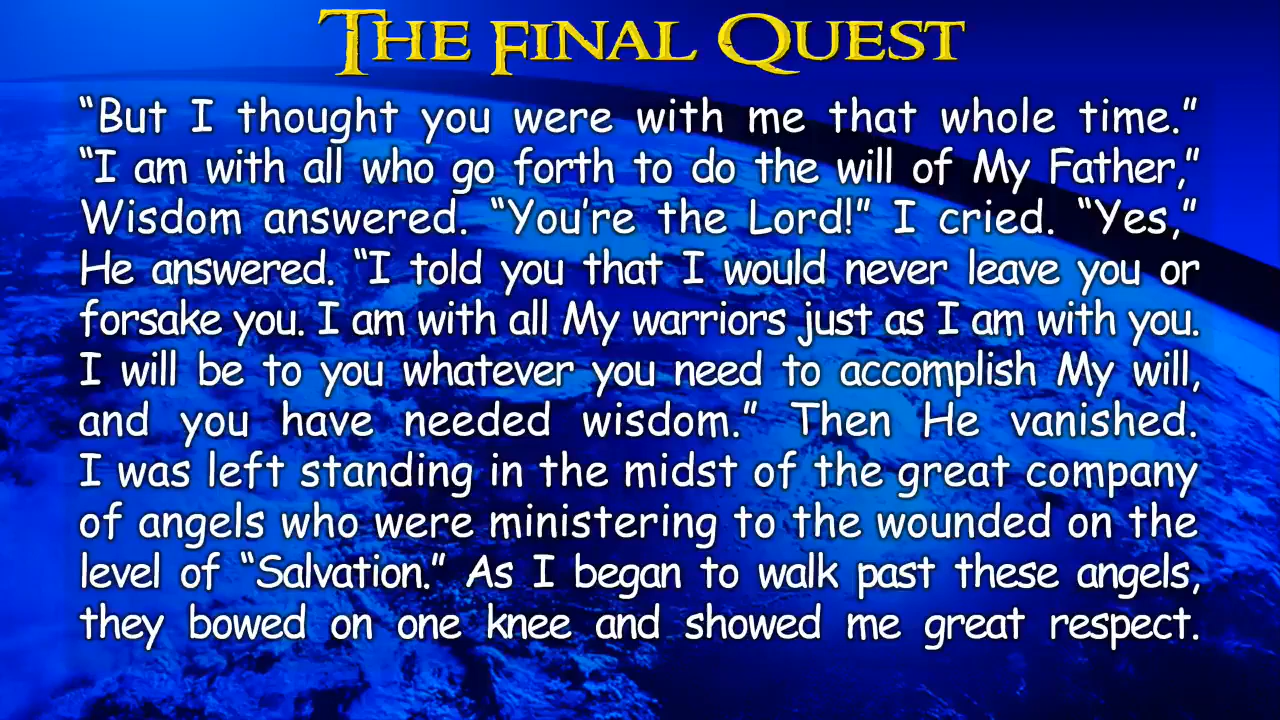 THE FINAL QUEST
“But I thought you were with me that whole time.”
“I am with all who go forth to do the will of My Father,”
Wisdom answered. “You’re the Lord!” I cried. “Yes,”
He answered. “I told you that I would never leave you or
forsake you. I am with all My warriors just as I am with you.
I will be to you whatever you need to accomplish My will,
and you have needed wisdom.” Then He vanished.
I was left standing in the midst of the great company
of angels who were ministering to the wounded on the
level of “Salvation.” As I began to walk past these angels,
they bowed on one knee and showed me great respect.